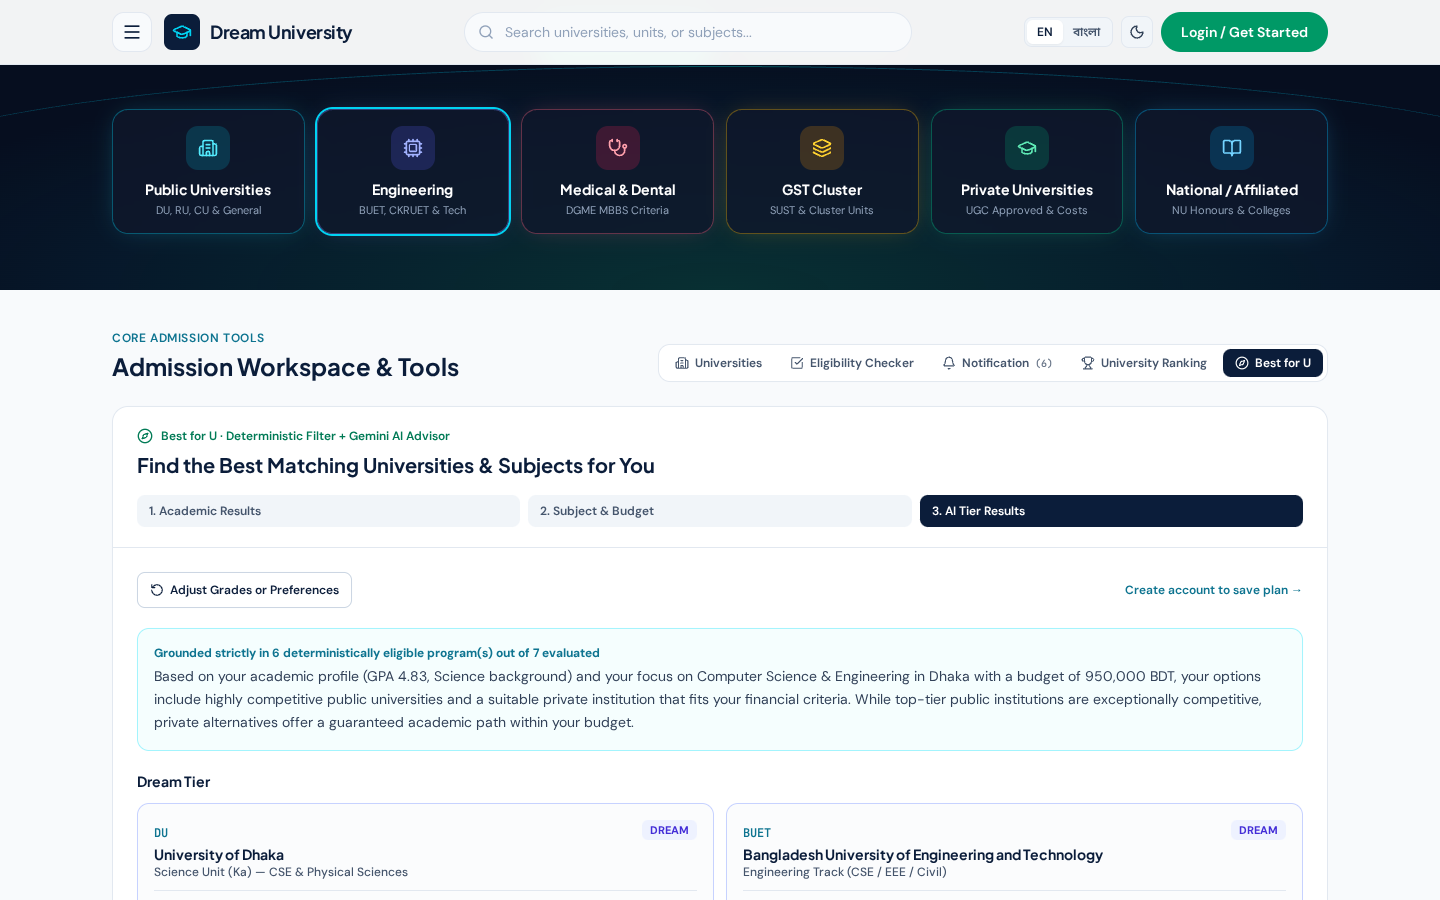 Dream University
Search universities, units, or subjects...
EN
বাংলা
Login / Get Started
Public Universities
DU, RU, CU & General
Engineering
BUET, CKRUET & Tech
Medical & Dental
DGME MBBS Criteria
GST Cluster
SUST & Cluster Units
Private Universities
UGC Approved & Costs
National / Affiliated
NU Honours & Colleges
CORE ADMISSION TOOLS
Admission Workspace & Tools
Universities
Eligibility Checker
Notification (6)
University Ranking
Best for U
Best for U · Deterministic Filter + Gemini AI Advisor
Find the Best Matching Universities & Subjects for You
1. Academic Results
2. Subject & Budget
3. AI Tier Results
Adjust Grades or Preferences
Create account to save plan →
Grounded strictly in 6 deterministically eligible program(s) out of 7 evaluated
Based on your academic profile (GPA 4.83, Science background) and your focus on Computer Science & Engineering in Dhaka with a budget of 950,000 BDT, your options
include highly competitive public universities and a suitable private institution that fits your financial criteria. While top-tier public institutions are exceptionally competitive,
private alternatives offer a guaranteed academic path within your budget.
Dream Tier
DU
DREAM
University of Dhaka
Science Unit (Ka) — CSE & Physical Sciences
BUET
DREAM
Bangladesh University of Engineering and Technology
Engineering Track (CSE / EEE / Civil)